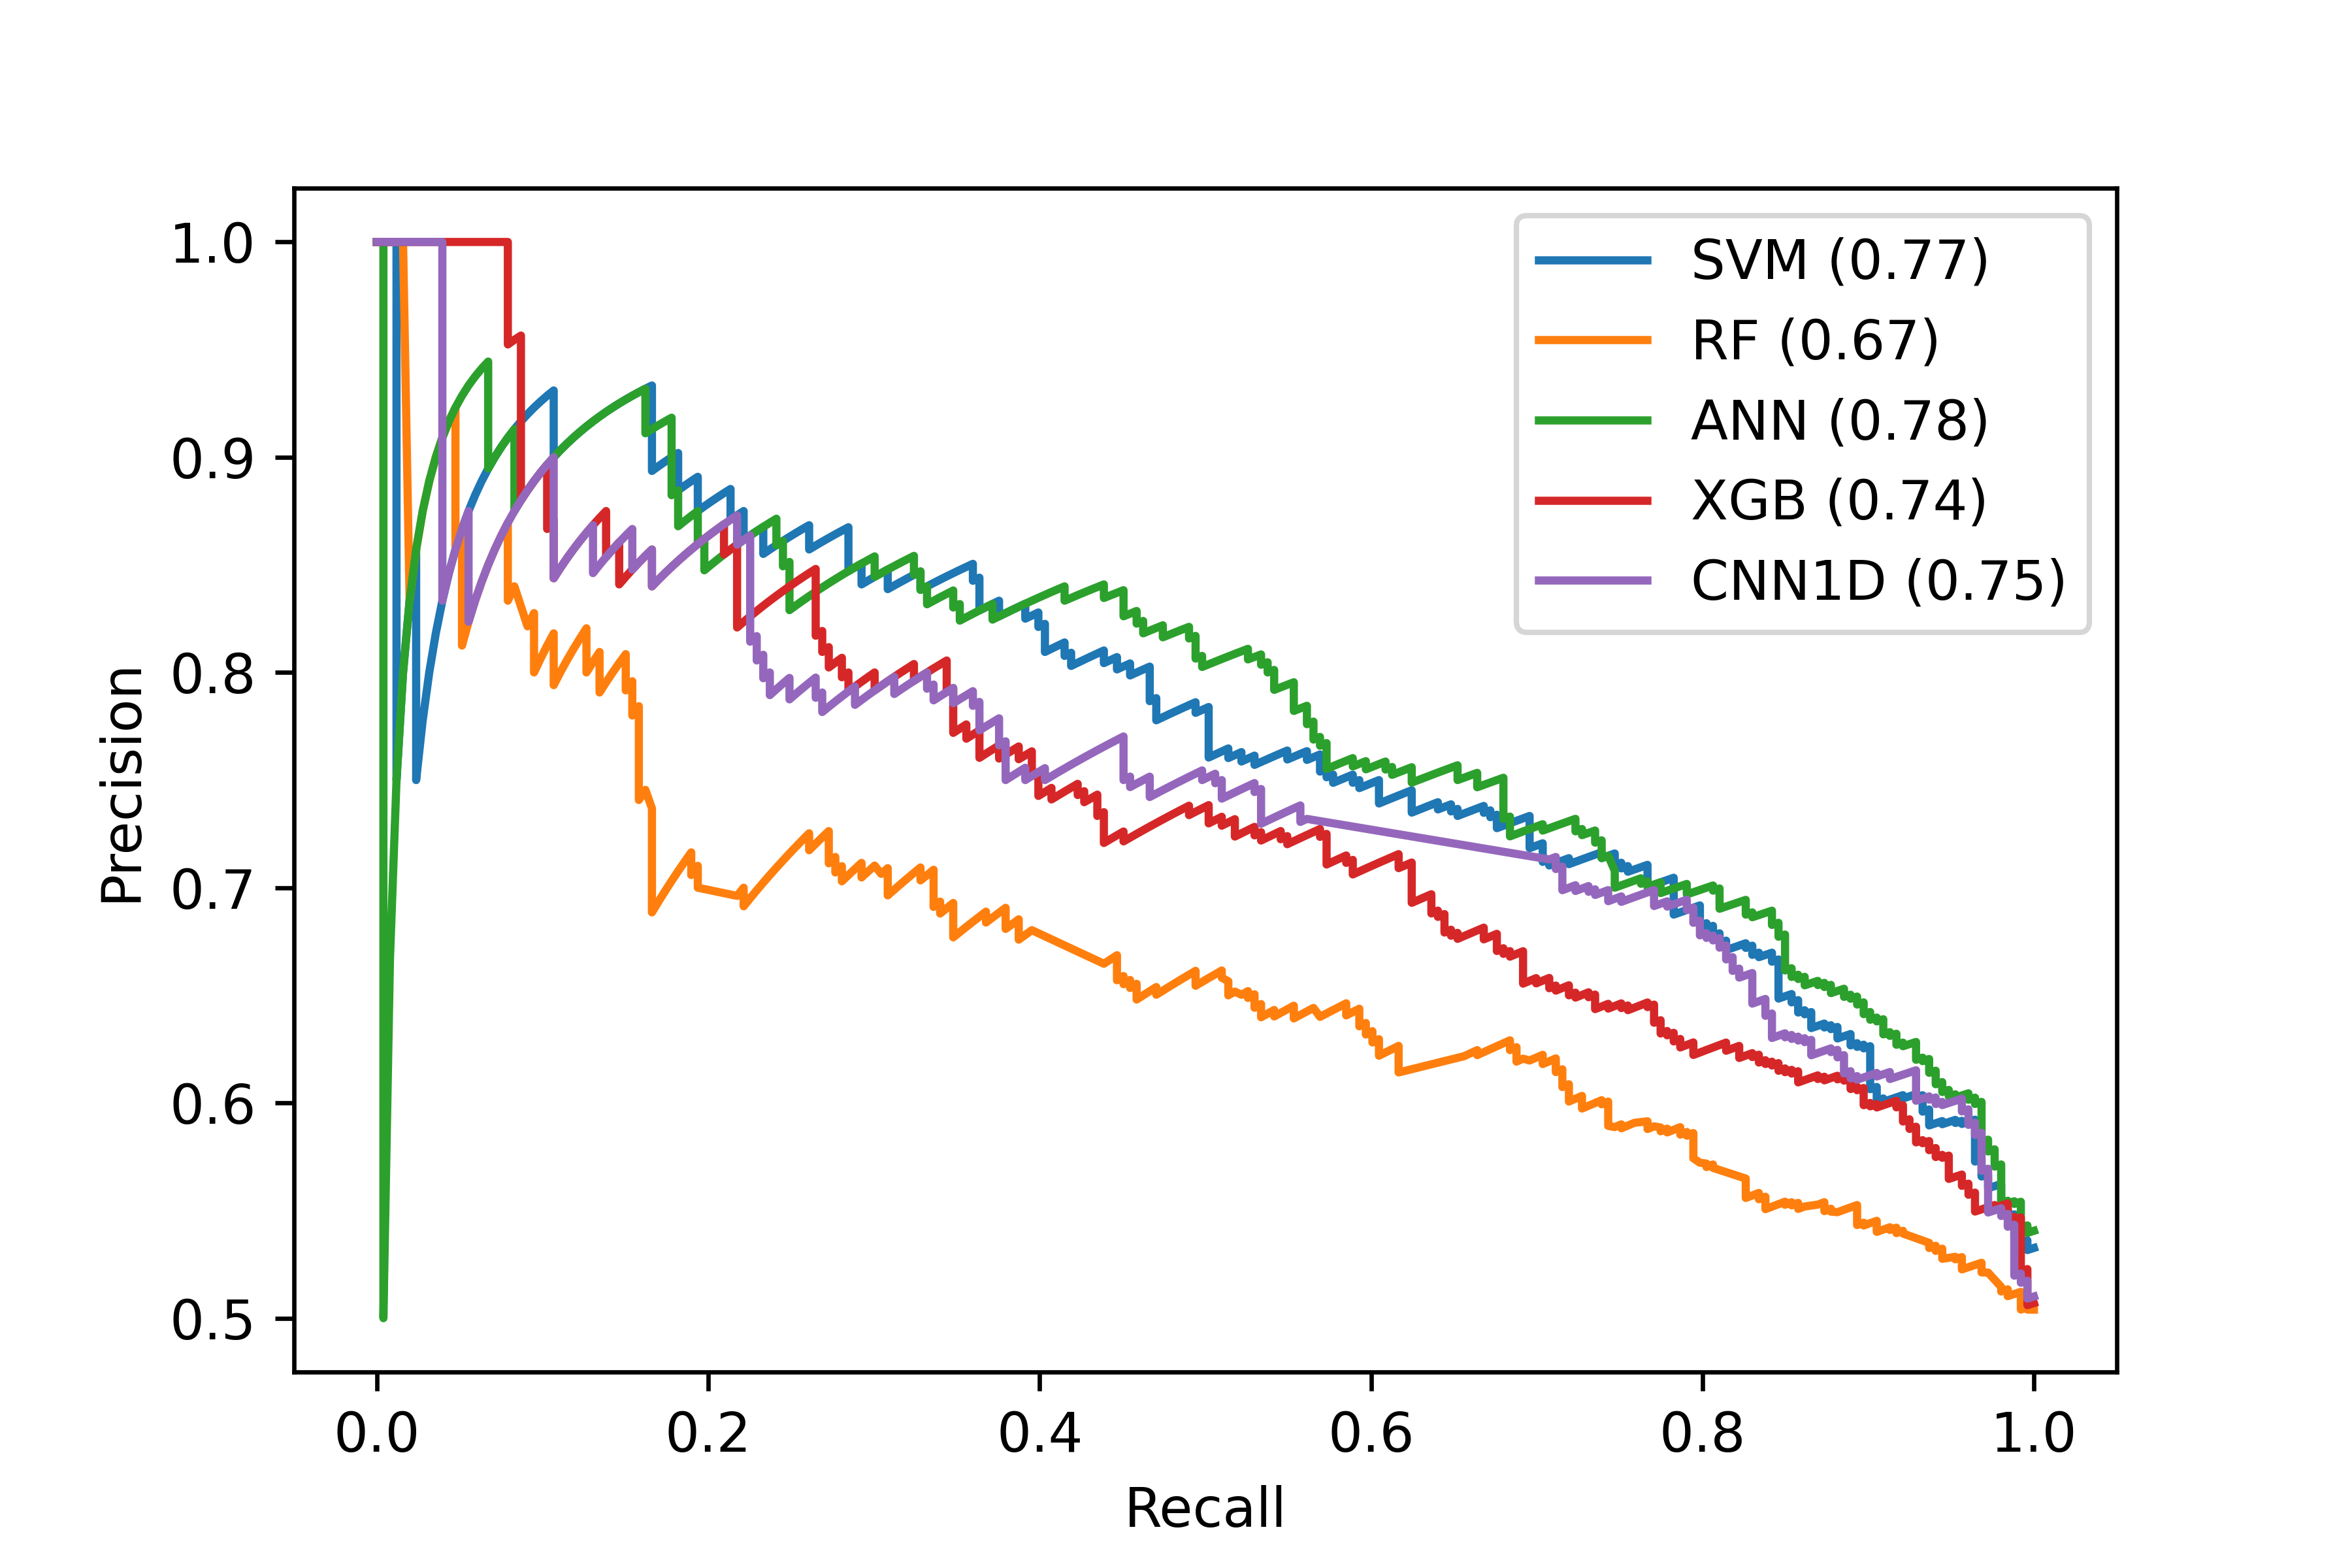 SVM (0.77)
RF (0.67)
ANN (0.78)
XGB (0.74)
CNN1D (0.75)
Precision
1.0
0.9
0.8
0.7
0.6
0.5
0.0 0.2 0.4 0.6 0.8 1.0
Recall